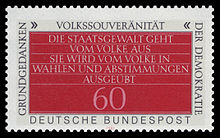 GRUNDGEDANKEN
« VOLKSSOUVERÄNITÄT «
DER DEMOKRATIE
DIE STAATSGEWALT GEHT
VOM VOLKE AUS
SIE WIRD VOM VOLKE IN
WAHLEN UND ABSTIMMUNGEN
AUSGEÜBT
60
DEUTSCHE BUNDESPOST